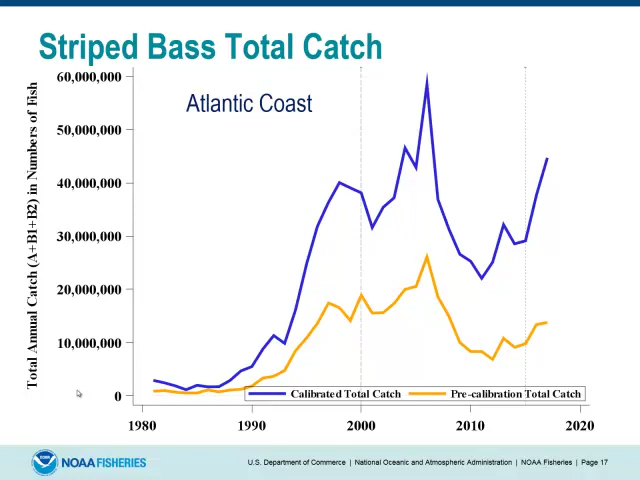 Striped Bass Total Catch
Total Annual Catch (A+B1+B2) in Numbers of Fish
60,000,000
50,000,000
40,000,000
30,000,000
20,000,000
10,000,000
0
Atlantic Coast
Calibrated Total Catch
Pre-calibration Total Catch
1980
1990
2000
2010
2020
NOAA FISHERIES
U.S. Department of Commerce | National Oceanic and Atmospheric Administration | NOAA Fisheries | Page 17